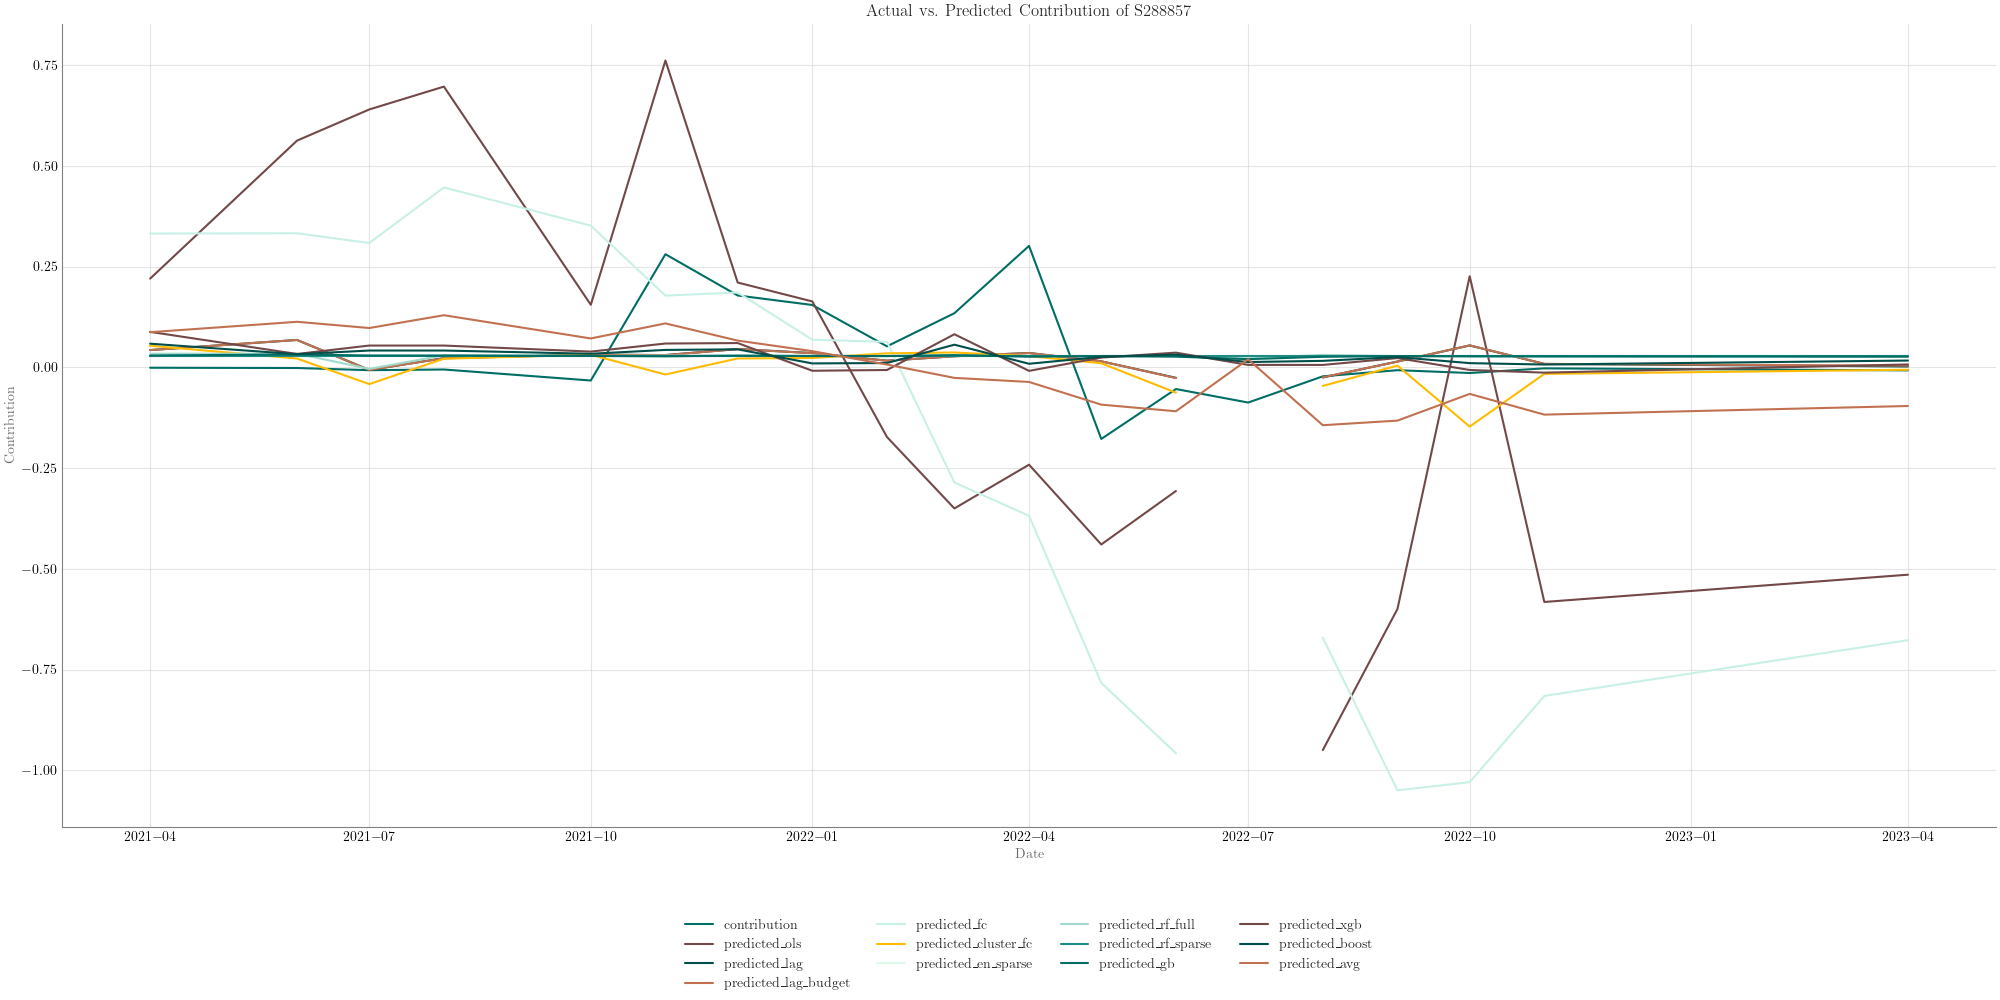 Actual vs. Predicted Contribution of S288857
0.75
0.50
0.25
0.00
−0.25
−0.50
−0.75
−1.00
Contribution
2021−04 2021−07 2021−10 2022−01 2022−04 2022−07 2022−10 2023−01 2023−04
Date
contribution predicted_fc predicted_rf_full predicted_xgb
predicted_ols predicted_cluster_fc predicted_rf_sparse predicted_boost
predicted_lag predicted_en_sparse predicted_gb predicted_avg
predicted_lag_budget